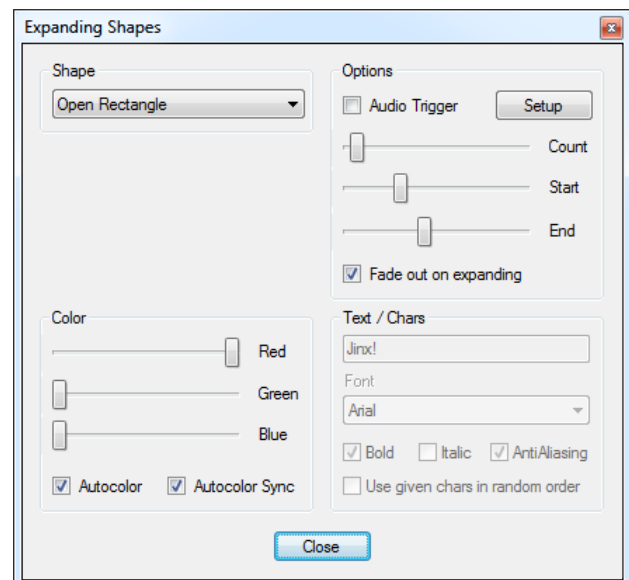 Expanding Shapes
Shape
Open Rectangle
Options
Audio Trigger
Setup
Count
Start
End
Fade out on expanding
Color
Red
Green
Blue
Autocolor
Autocolor Sync
Text / Chars
Jinx!
Font
Arial
Bold
Italic
AntiAliasing
Use given chars in random order
Close